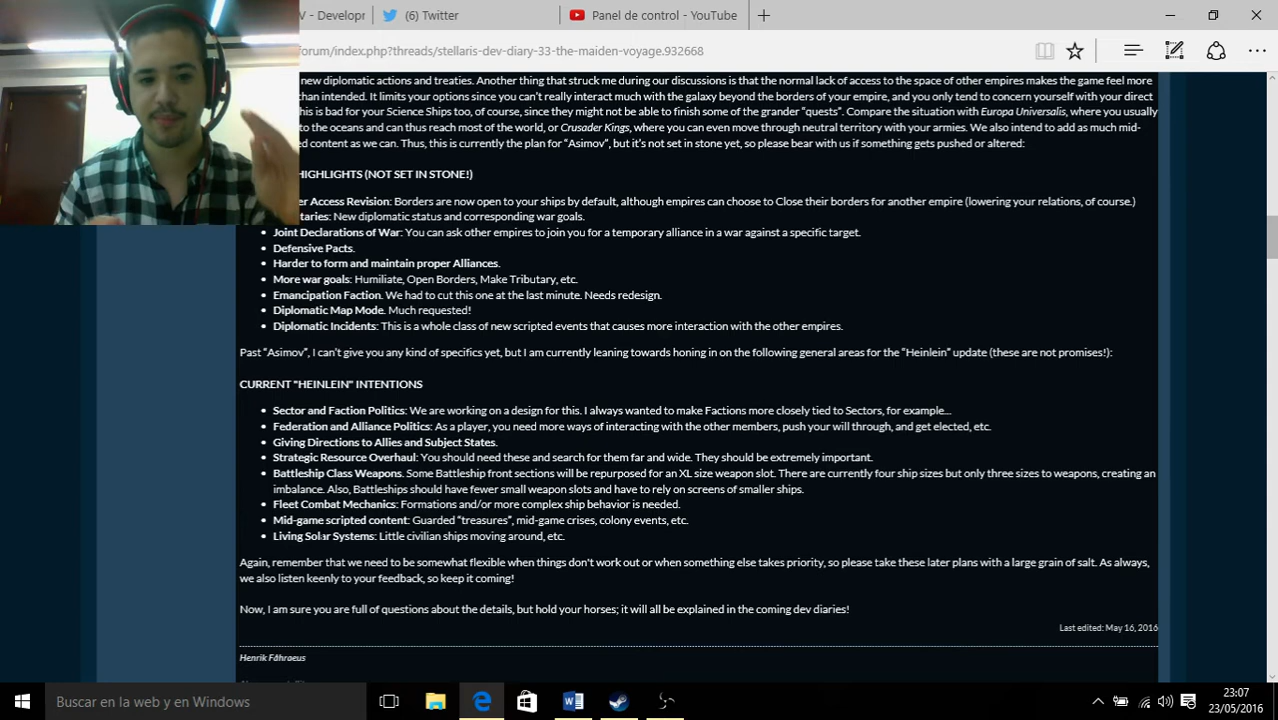 V - Developr
(6) Twitter
Panel de control - YouTube
forum/index.php?threads/stellaris-dev-diary-33-the-maiden-voyage.932668
new diplomatic actions and treaties. Another thing that struck me during our discussions is that the normal lack of access to the space of other empires makes the game feel more
than intended. It limits your options since you can't really interact much with the galaxy beyond the borders of your empire, and you only tend to concern yourself with your direct
his is bad for your Science Ships too, of course, since they might not be able to finish some of the grander "quests". Compare the situation with Europa Universalis, where you usually
to the oceans and can thus reach most of the world, or Crusader Kings, where you can even move through neutral territory with your armies. We also intend to add as much mid-
ed content as we can. Thus, this is currently the plan for "Asimov", but it's not set in stone yet, so please bear with us if something gets pushed or altered:
HIGHLIGHTS (NOT SET IN STONE!)
er Access Revision: Borders are now open to your ships by default, although empires can choose to Close their borders for another empire (lowering your relations, of course.)
taries: New diplomatic status and corresponding war goals.
• Joint Declarations of War: You can ask other empires to join you for a temporary alliance in a war against a specific target.
• Defensive Pacts.
• Harder to form and maintain proper Alliances.
• More war goals: Humiliate, Open Borders, Make Tributary, etc.
• Emancipation Faction. We had to cut this one at the last minute. Needs redesign.
• Diplomatic Map Mode. Much requested!
• Diplomatic Incidents: This is a whole class of new scripted events that causes more interaction with the other empires.
Past "Asimov", I can't give you any kind of specifics yet, but I am currently leaning towards honing in on the following general areas for the "Heinlein" update (these are not promises!):
CURRENT "HEINLEIN" INTENTIONS
• Sector and Faction Politics: We are working on a design for this. I always wanted to make Factions more closely tied to Sectors, for example...
• Federation and Alliance Politics: As a player, you need more ways of interacting with the other members, push your will through, and get elected, etc.
• Giving Directions to Allies and Subject States.
• Strategic Resource Overhaul: You should need these and search for them far and wide. They should be extremely important.
• Battleship Class Weapons. Some Battleship front sections will be repurposed for an XL size weapon slot. There are currently four ship sizes but only three sizes to weapons, creating an
imbalance. Also, Battleships should have fewer small weapon slots and have to rely on screens of smaller ships.
• Fleet Combat Mechanics: Formations and/or more complex ship behavior is needed.
• Mid-game scripted content: Guarded "treasures", mid-game crises, colony events, etc.
• Living Solar Systems: Little civilian ships moving around, etc.
Again, remember that we need to be somewhat flexible when things don't work out or when something else takes priority, so please take these later plans with a large grain of salt. As always,
we also listen keenly to your feedback, so keep it coming!
Now, I am sure you are full of questions about the details, but hold your horses; it will all be explained in the coming dev diaries!
Last edited: May 16, 2016
Henrik Fåhraeus
Buscar en la web y en Windows
23:07
23/05/2016